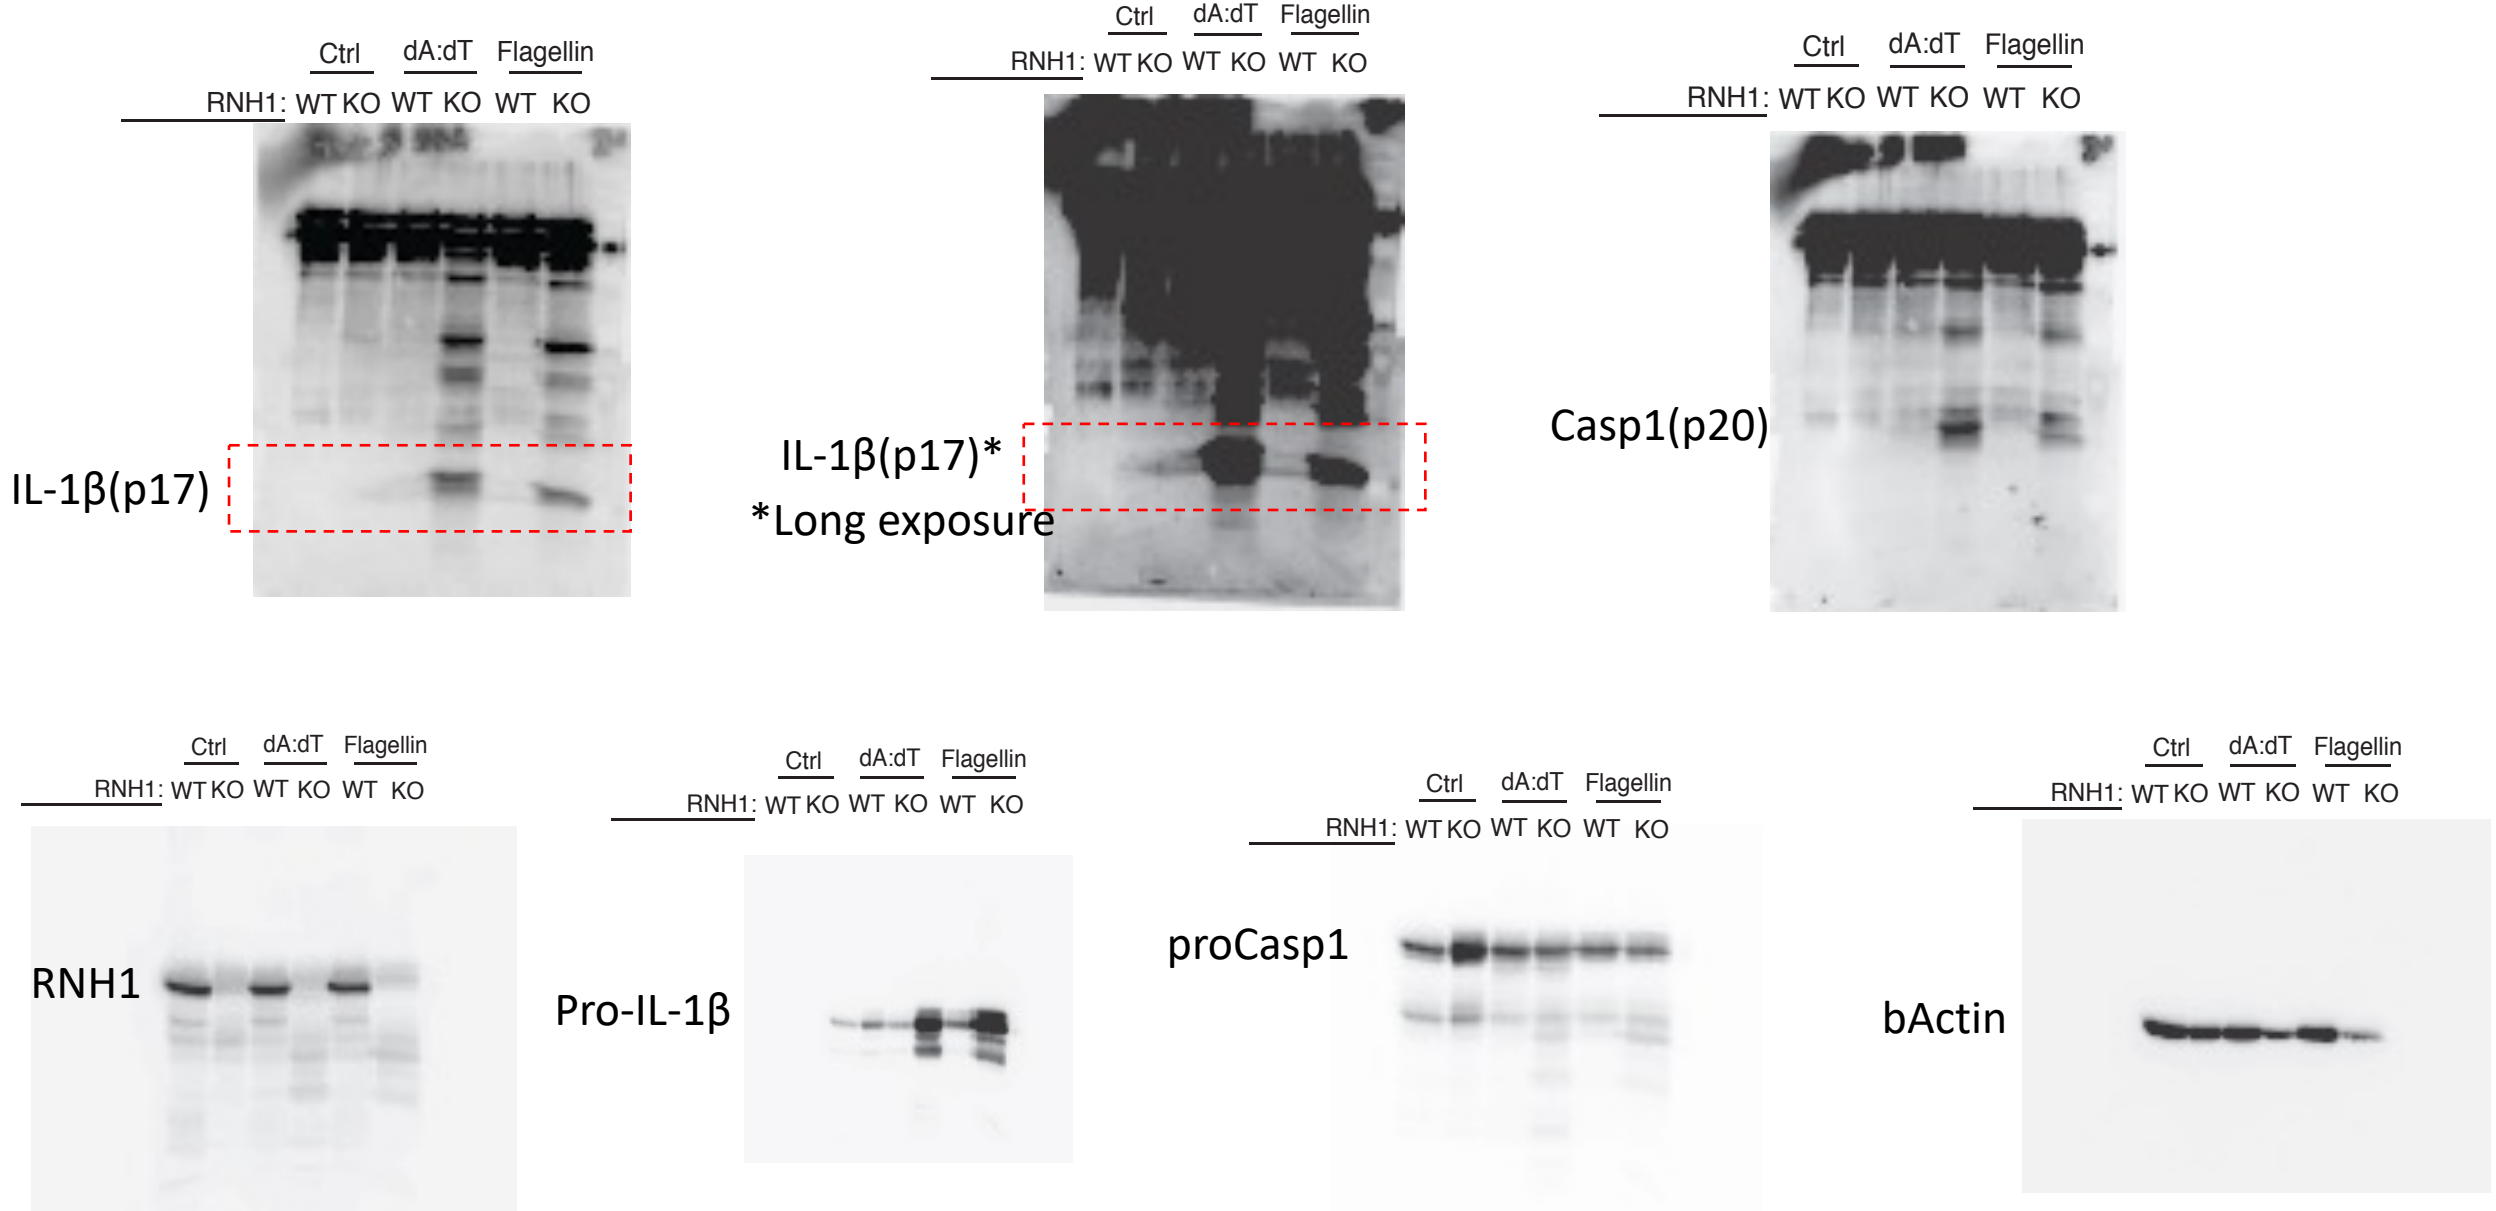 Ctrl dA:dT Flagellin
RNH1: WT KO WT KO WT KO
IL-1β(p17)
Ctrl dA:dT Flagellin
RNH1: WT KO WT KO WT KO
IL-1β(p17)*
*Long exposure
Ctrl dA:dT Flagellin
RNH1: WT KO WT KO WT KO
Casp1(p20)
Ctrl dA:dT Flagellin
RNH1: WT KO WT KO WT KO
RNH1
Ctrl dA:dT Flagellin
RNH1: WT KO WT KO WT KO
Pro-IL-1β
Ctrl dA:dT Flagellin
RNH1: WT KO WT KO WT KO
proCasp1
Ctrl dA:dT Flagellin
RNH1: WT KO WT KO WT KO
bActin